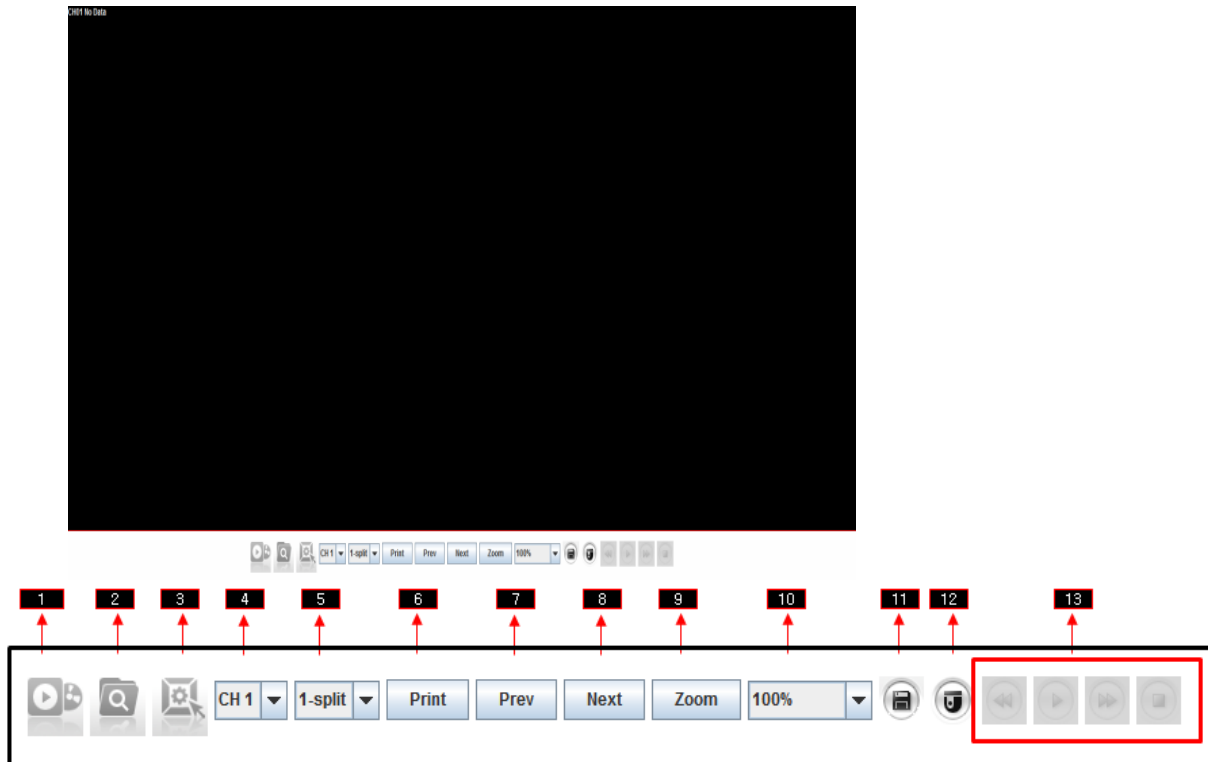 CH01 No Data
CH 1 1-split Print Prev Next Zoom 100%
1 2 3 4 5 6 7 8 9 10 11 12 13
CH 1 1-split Print Prev Next Zoom 100%